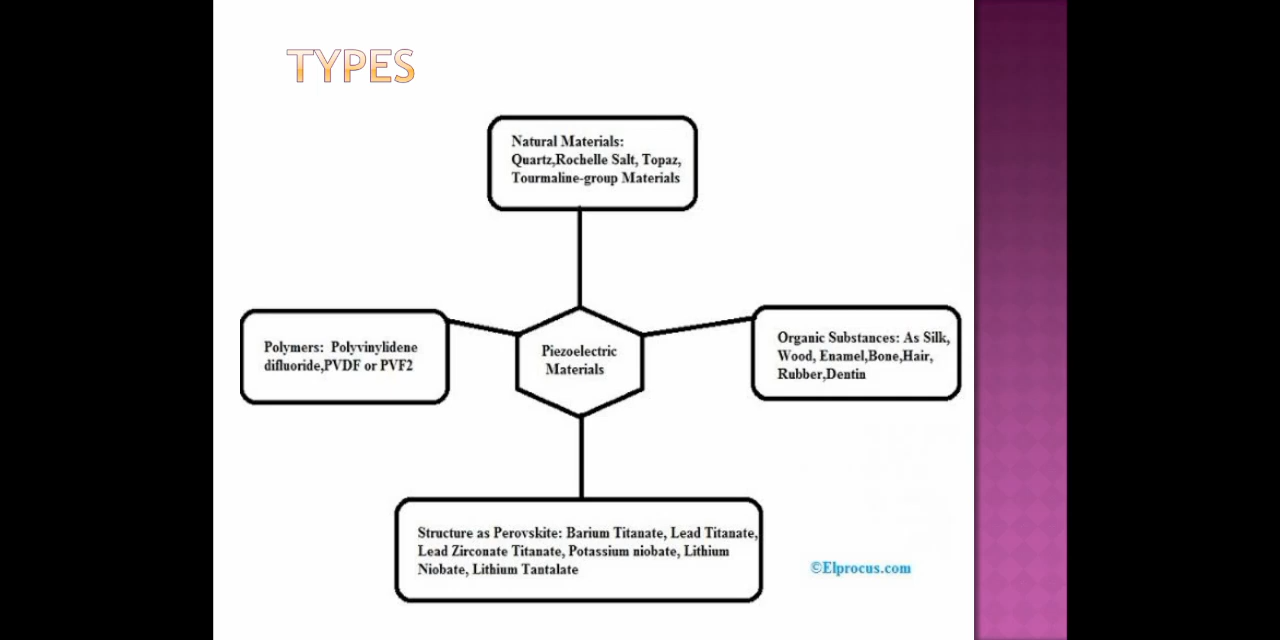 TYPES
Natural Materials:
Quartz,Rochelle Salt, Topaz,
Tourmaline-group Materials
Polymers: Polyvinylidene
difluoride,PVDF or PVF2
Piezoelectric
Materials
Organic Substances: As Silk,
Wood, Enamel,Bone,Hair,
Rubber,Dentin
Structure as Perovskite: Barium Titanate, Lead Titanate,
Lead Zirconate Titanate, Potassium niobate, Lithium
Niobate, Lithium Tantalate
©Elprocus.com